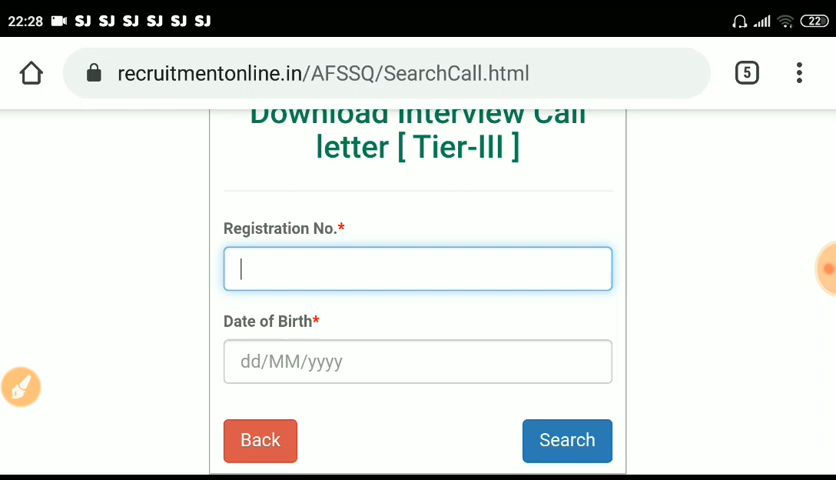 22:28 SJ SJ SJ SJ SJ SJ 22
recruitmentonline.in/AFSSQ/SearchCall.html 5
Download Interview Call
letter [ Tier-III ]
Registration No.*
Date of Birth*
dd/MM/yyyy
Back Search